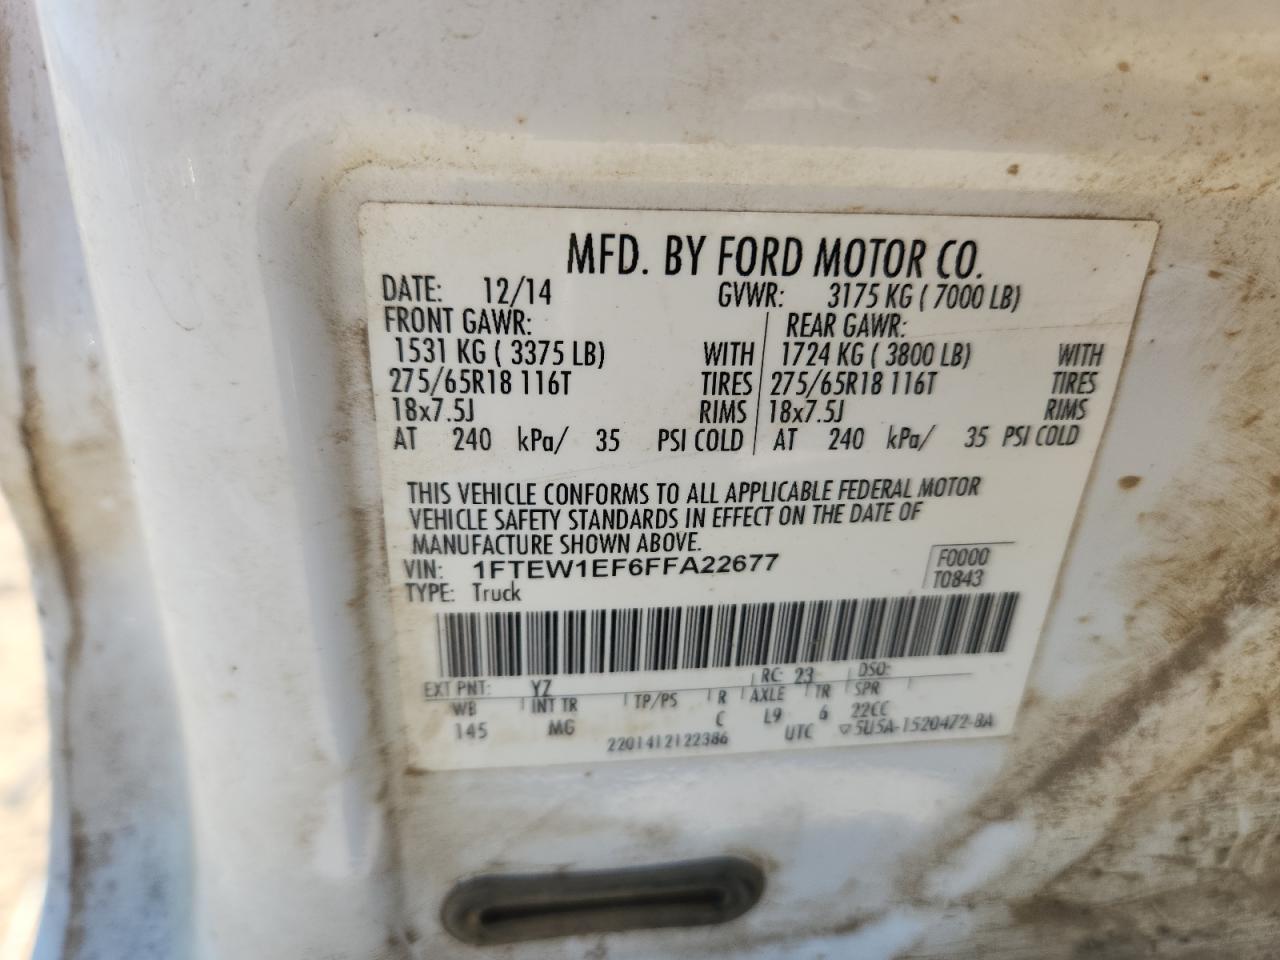 MFD. BY FORD MOTOR CO.
DATE: 12/14 GVWR: 3175 KG ( 7000 LB)
FRONT GAWR: REAR GAWR:
1531 KG ( 3375 LB) WITH 1724 KG ( 3800 LB) WITH
275/65R18 116T TIRES 275/65R18 116T TIRES
18x7.5J RIMS 18x7.5J RIMS
AT 240 kPa/ 35 PSI COLD AT 240 kPa/ 35 PSI COLD
THIS VEHICLE CONFORMS TO ALL APPLICABLE FEDERAL MOTOR
VEHICLE SAFETY STANDARDS IN EFFECT ON THE DATE OF
MANUFACTURE SHOWN ABOVE.
VIN: 1FTEW1EF6FFA22677 F0000
TYPE: Truck T0843
EXT PNT: YZ RC: 23 DSO:
WB INT TR TP/PS R AXLE TR SPR
145 MG C L9 6 22CC
2201412122386 UTC ▽5U5A-1520472-BA